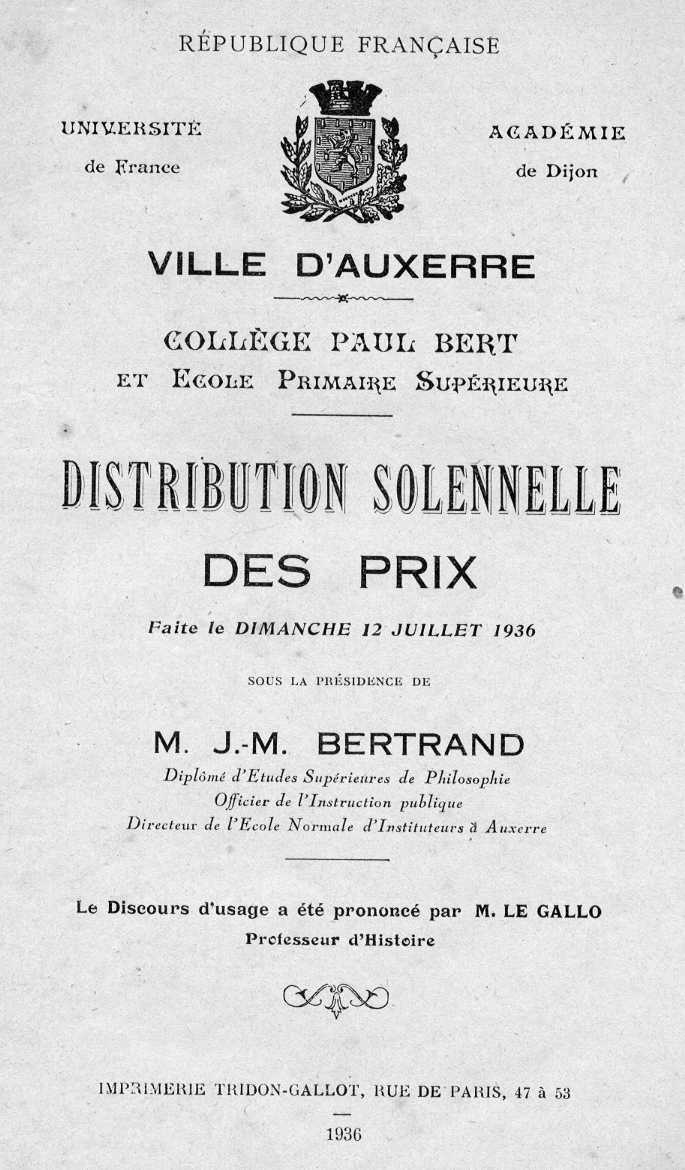 RÉPUBLIQUE FRANÇAISE
UNIVERSITÉ
de France
ACADÉMIE
de Dijon
VILLE D'AUXERRE
COLLÈGE PAUL BERT
ET ECOLE PRIMAIRE SUPÉRIEURE
DISTRIBUTION SOLENNELLE
DES PRIX
Faite le DIMANCHE 12 JUILLET 1936
SOUS LA PRÉSIDENCE DE
M. J.-M. BERTRAND
Diplômé d'Etudes Supérieures de Philosophie
Officier de l'Instruction publique
Directeur de l'Ecole Normale d'Instituteurs à Auxerre
Le Discours d'usage a été prononcé par M. LE GALLO
Professeur d'Histoire
IMPRIMERIE TRIDON-GALLOT, RUE DE PARIS, 47 à 53
1936